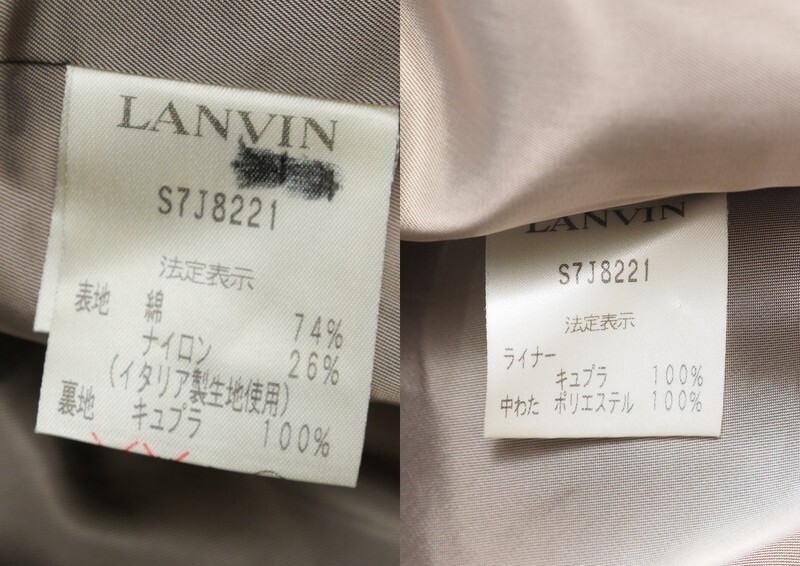 LANVIN
S7J8221
法定表示
表地 綿 74%
ナイロン 26%
(イタリア製生地使用)
裏地 キュプラ 100%
LANVIN
S7J8221
法定表示
ライナー
キュプラ 100%
中わた ポリエステル 100%